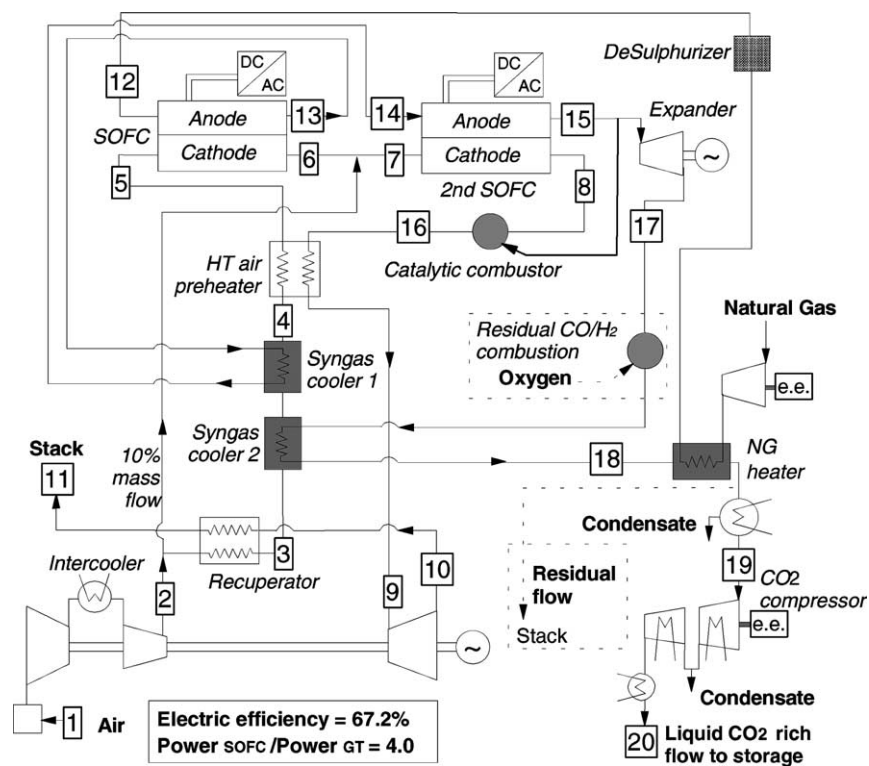 DeSulphurizer
DC
AC
DC
AC
12
Anode
13
14
Anode
15
Expander
SOFC
Cathode
6
7
Cathode
~
5
2nd SOFC
8
16
17
HT air
preheater
Catalytic combustor
4
Residual CO/H2
combustion
Oxygen
Natural Gas
Syngas
cooler 1
e.e.
Stack
11
10%
mass
flow
Syngas
cooler 2
18
NG
heater
Condensate
Intercooler
3
Recuperator
2
10
9
19
Residual
flow
Stack
CO2
compressor
e.e.
~
Condensate
1
Air
Electric efficiency = 67.2%
Power SOFC /Power GT = 4.0
20
Liquid CO2 rich
flow to storage